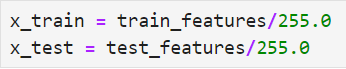 x_train = train_features/255.0
x_test = test_features/255.0